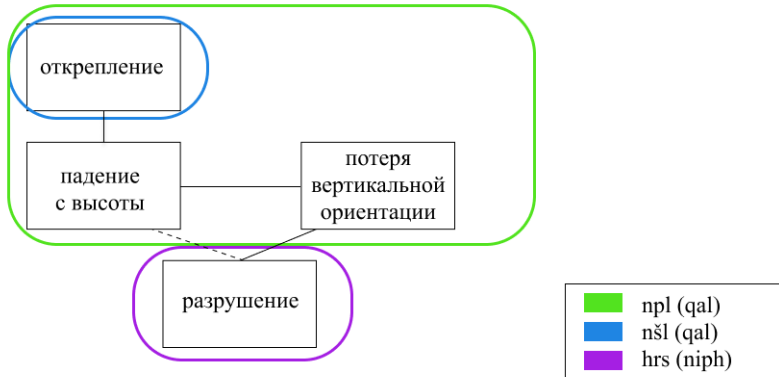 открепление
падение
с высоты
потеря
вертикальной
ориентации
разрушение
npl (qal)
nšl (qal)
hrs (niph)